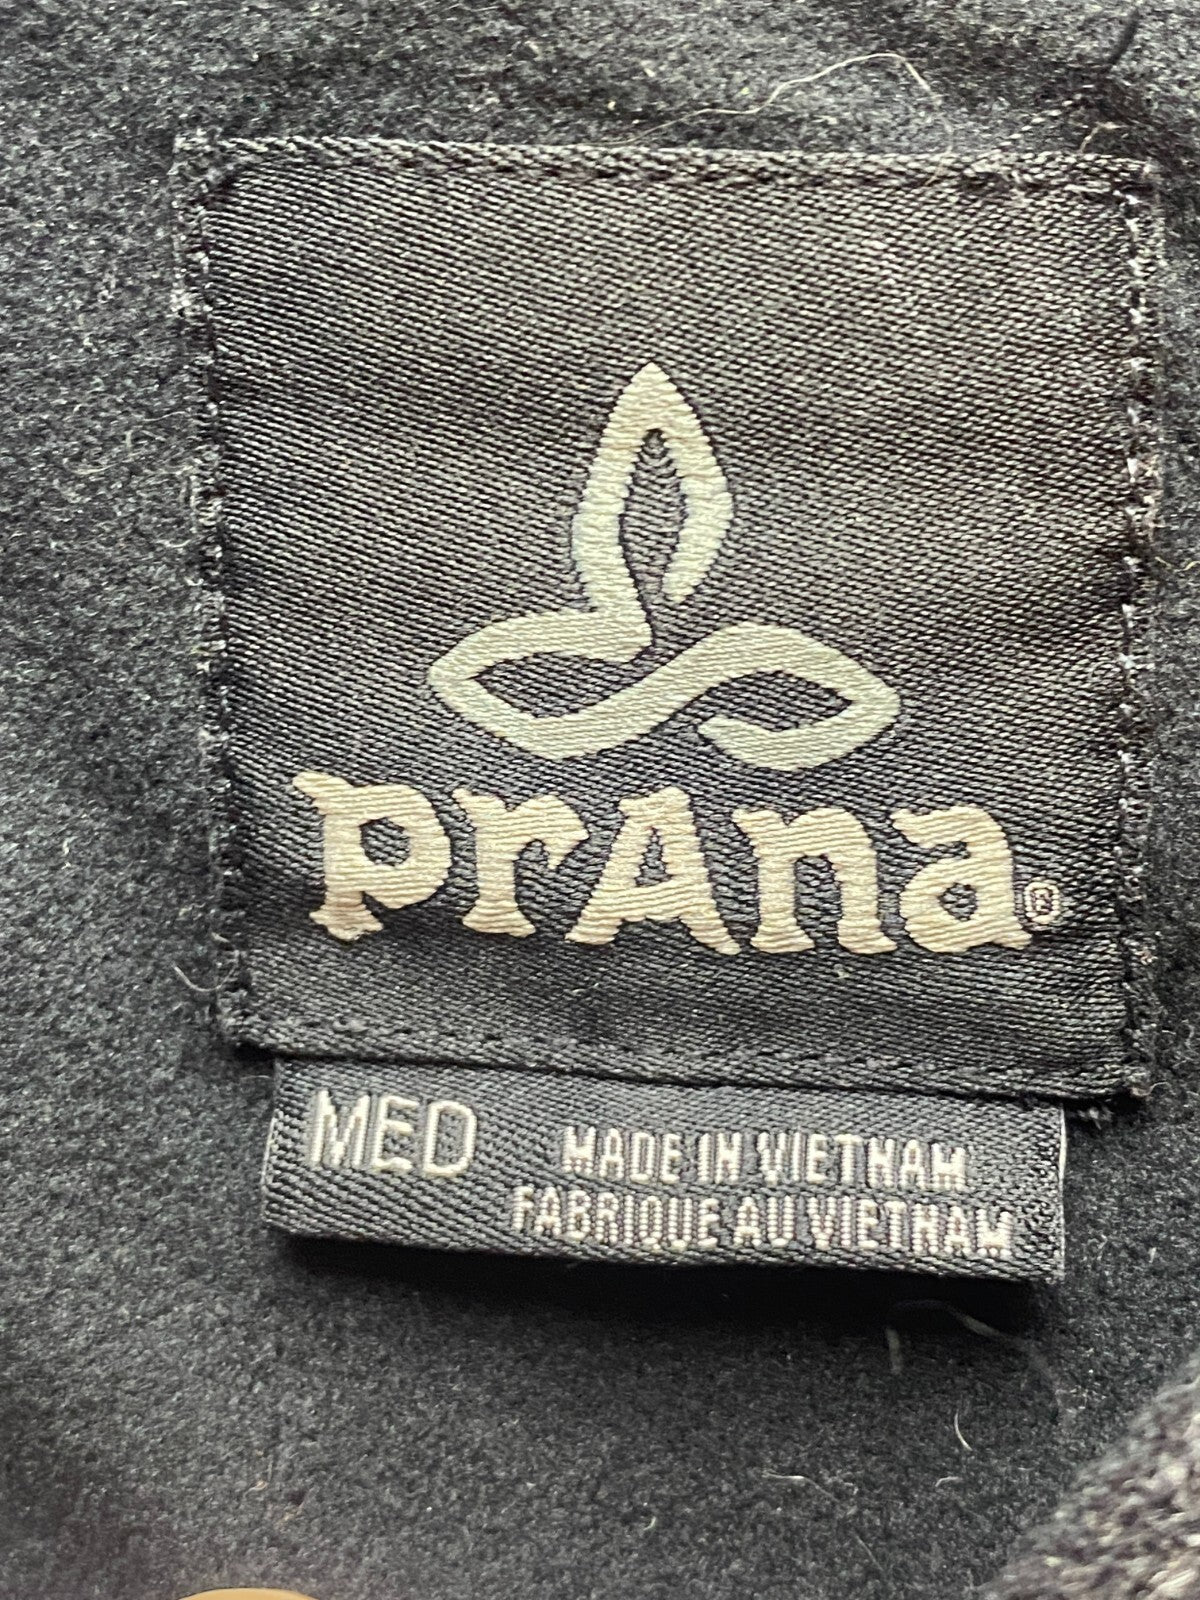 prAna®
MED
MADE IN VIETNAM
FABRIQUE AU VIETNAM